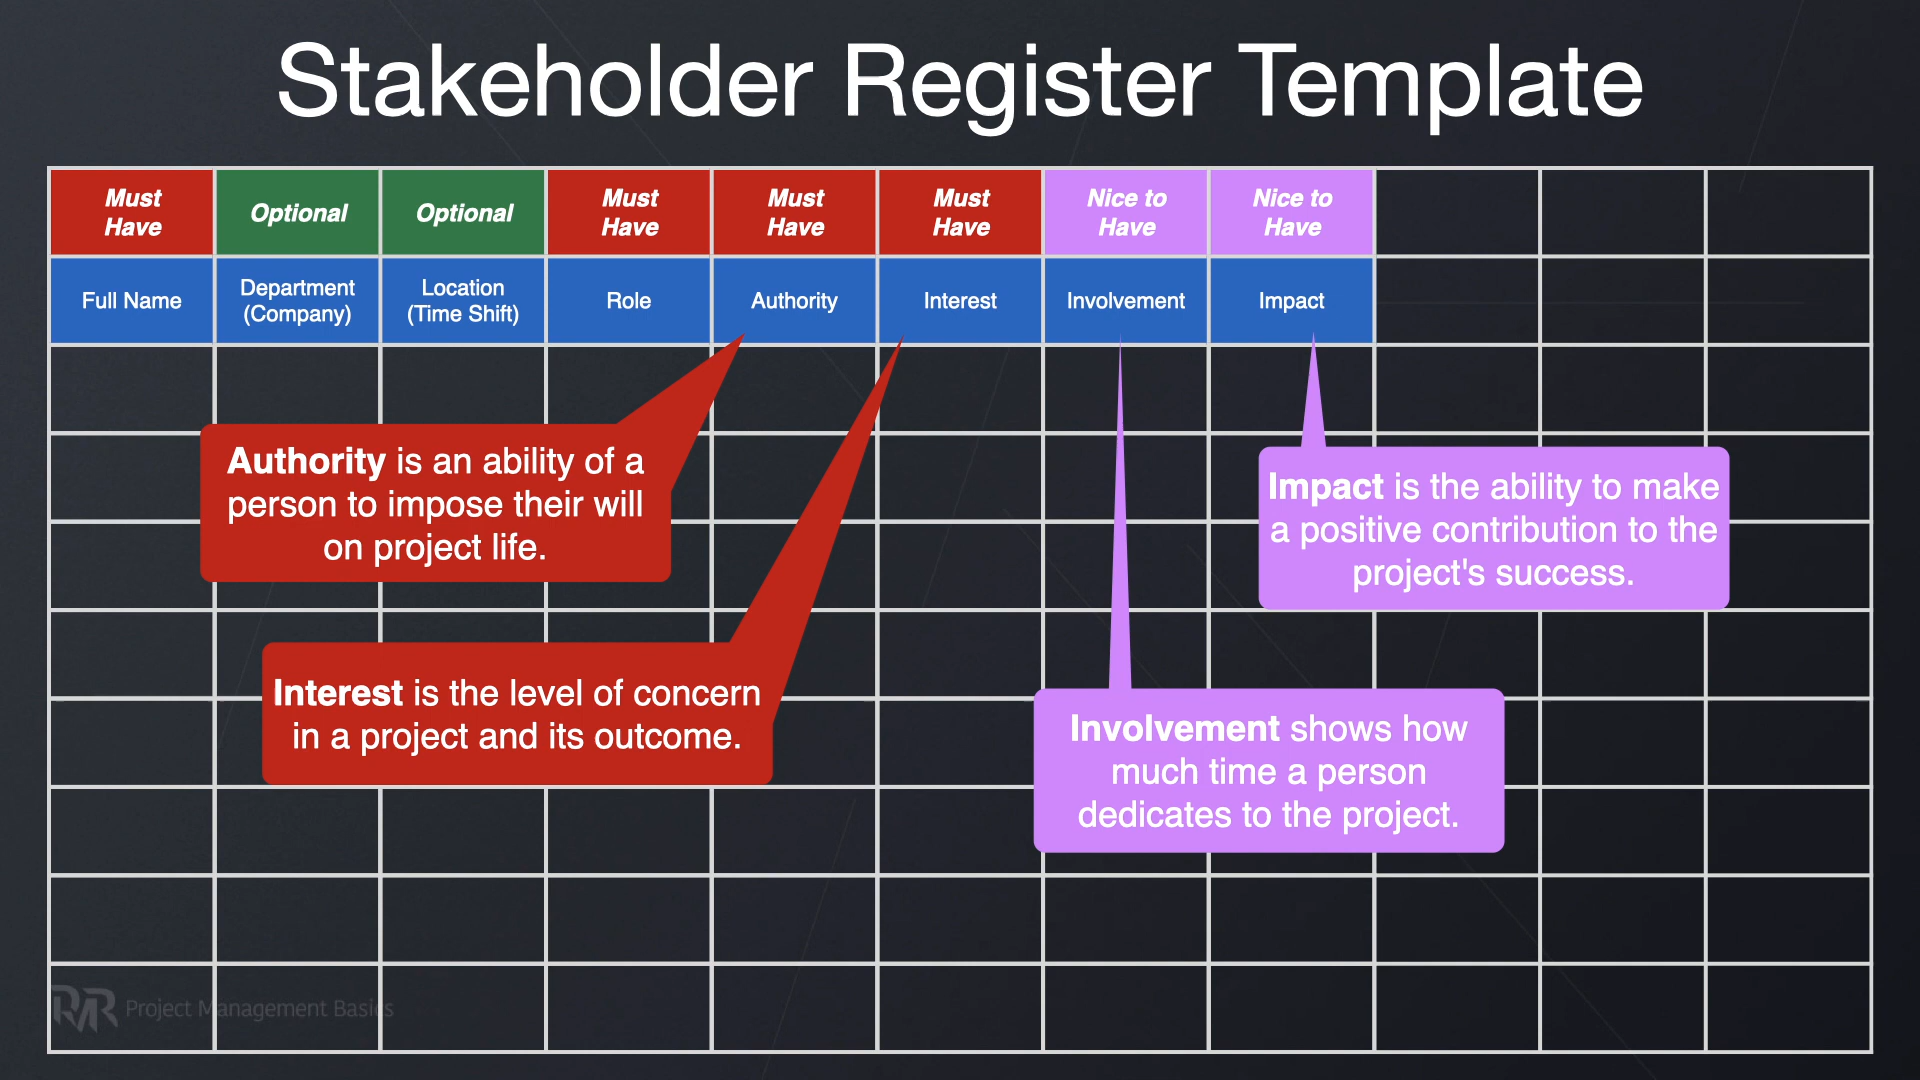 Stakeholder Register Template
Must
Have
Optional
Optional
Must
Have
Must
Have
Must
Have
Nice to
Have
Nice to
Have
Full Name
Department
(Company)
Location
(Time Shift)
Role
Authority
Interest
Involvement
Impact
Authority is an ability of a
person to impose their will
on project life.
Impact is the ability to make
a positive contribution to the
project's success.
Interest is the level of concern
in a project and its outcome.
Involvement shows how
much time a person
dedicates to the project.
Project Management Basics